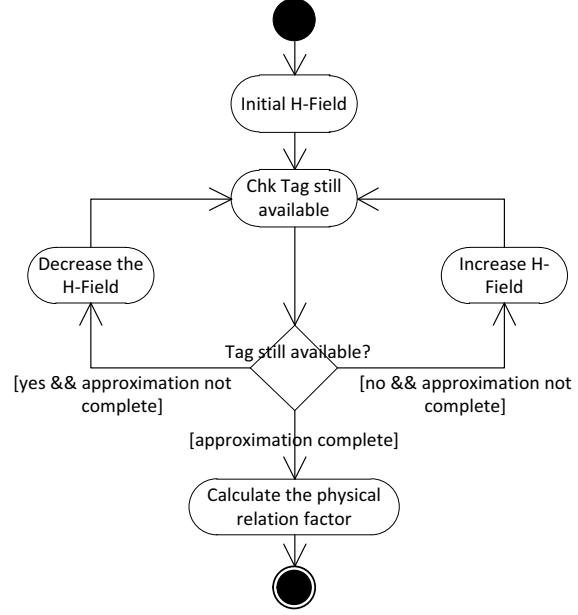 Initial H-Field
Chk Tag still
available
Decrease the
H-Field
Increase H-
Field
Tag still available?
[yes && approximation not
complete]
[no && approximation not
complete]
[approximation complete]
Calculate the physical
relation factor